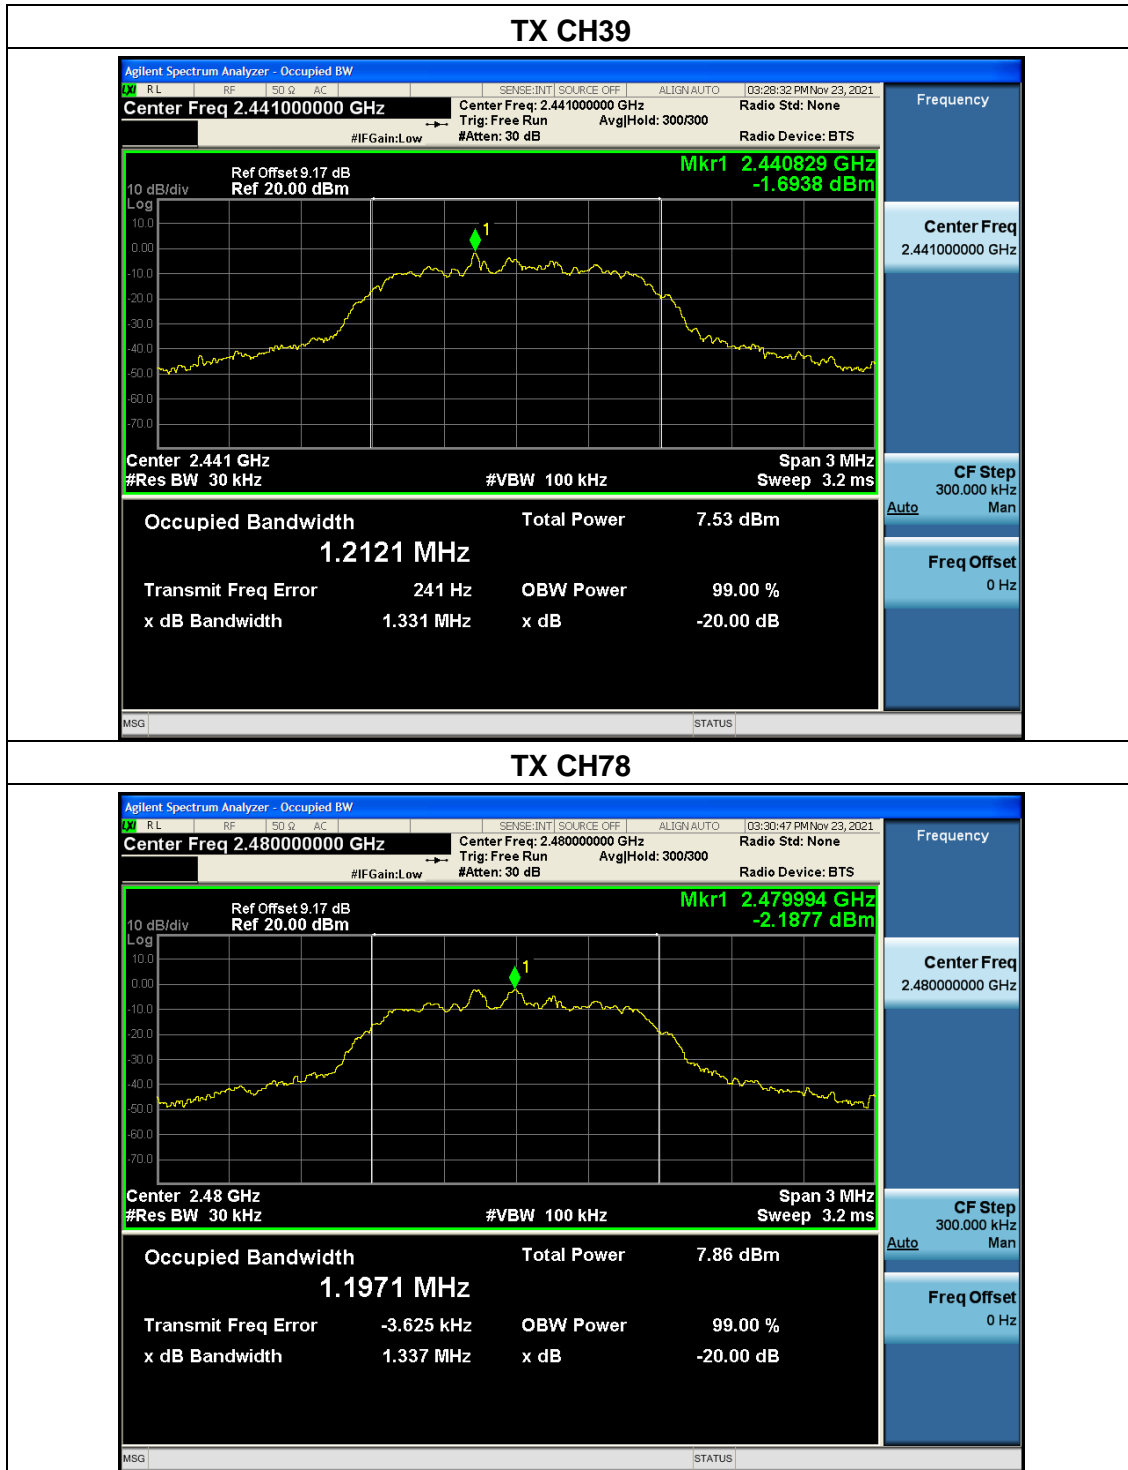 TX CH39
Agilent Spectrum Analyzer - Occupied BW
LXI RL RF 50 Ω AC SENSE:INT SOURCE OFF ALIGN AUTO 03:28:32 PM Nov 23, 2021
Center Freq 2.441000000 GHz
Center Freq: 2.441000000 GHz Radio Std: None
Trig: Free Run Avg|Hold: 300/300
#IFGain:Low #Atten: 30 dB Radio Device: BTS
Frequency
Mkr1 2.440829 GHz
-1.6938 dBm
Ref Offset 9.17 dB
10 dB/div Ref 20.00 dBm
Log
10.0
0.00
-10.0
-20.0
-30.0
-40.0
-50.0
-60.0
-70.0
1
Center 2.441 GHz Span 3 MHz
#Res BW 30 kHz #VBW 100 kHz Sweep 3.2 ms
Center Freq
2.441000000 GHz
CF Step
300.000 kHz
Auto Man
Freq Offset
0 Hz
Occupied Bandwidth Total Power 7.53 dBm
1.2121 MHz
Transmit Freq Error 241 Hz OBW Power 99.00 %
x dB Bandwidth 1.331 MHz x dB -20.00 dB
MSG STATUS
TX CH78
Agilent Spectrum Analyzer - Occupied BW
LXI RL RF 50 Ω AC SENSE:INT SOURCE OFF ALIGN AUTO 03:30:47 PM Nov 23, 2021
Center Freq 2.480000000 GHz
Center Freq: 2.480000000 GHz Radio Std: None
Trig: Free Run Avg|Hold: 300/300
#IFGain:Low #Atten: 30 dB Radio Device: BTS
Frequency
Mkr1 2.479994 GHz
-2.1877 dBm
Ref Offset 9.17 dB
10 dB/div Ref 20.00 dBm
Log
10.0
0.00
-10.0
-20.0
-30.0
-40.0
-50.0
-60.0
-70.0
1
Center 2.48 GHz Span 3 MHz
#Res BW 30 kHz #VBW 100 kHz Sweep 3.2 ms
Center Freq
2.480000000 GHz
CF Step
300.000 kHz
Auto Man
Freq Offset
0 Hz
Occupied Bandwidth Total Power 7.86 dBm
1.1971 MHz
Transmit Freq Error -3.625 kHz OBW Power 99.00 %
x dB Bandwidth 1.337 MHz x dB -20.00 dB
MSG STATUS